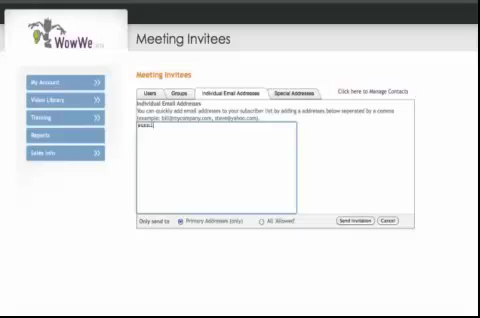 WowWe
Meeting Invitees
My Account
Video Library
Training
Reports
Sales Info
Meeting Invitees
Users
Groups
Individual Email Addresses
Special Addresses
Click here to Manage Contacts
Individual Email Addresses
You can quickly add email addresses to your subscriber list by adding a addresses below seperated by a comma
(example: bill@mycompany.com, steve@yahoo.com).
Only send to
Primary Addresses (only)
All Allowed
Send Invitation
Cancel